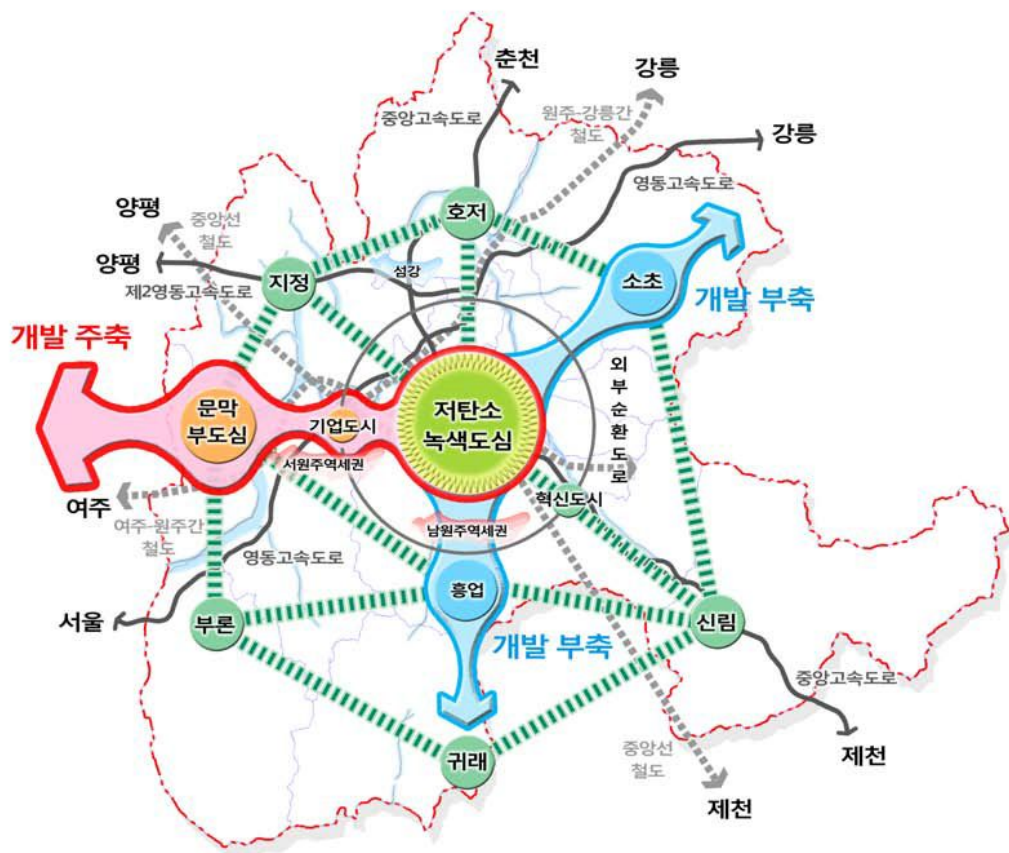 춘천
강릉
중앙고속도로
원주-강릉간
철도
강릉
영동고속도로
호저
양평
중앙선
철도
양평
섬강
지정
소초
제2영동고속도로
개발 부축
개발 주축
외부순환도로
문막
부도심
기업도시
저탄소
녹색도심
서원주역세권
여주
혁신도시
여주-원주간
철도
남원주역세권
영동고속도로
흥업
서울
부론
신림
개발 부축
중앙고속도로
귀래
중앙선
철도
제천
제천